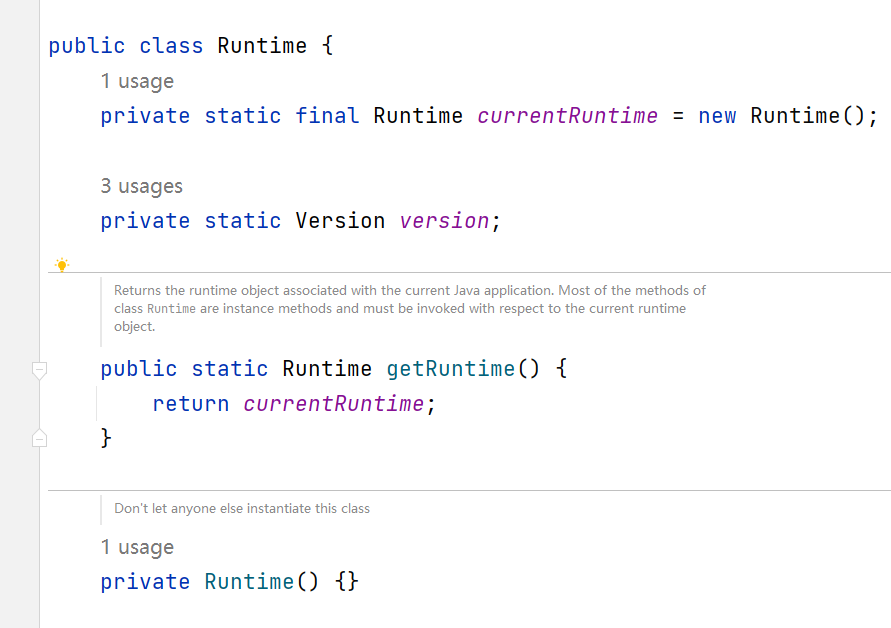 public class Runtime {
1 usage
private static final Runtime currentRuntime = new Runtime();
3 usages
private static Version version;
Returns the runtime object associated with the current Java application. Most of the methods of
class Runtime are instance methods and must be invoked with respect to the current runtime
object.
public static Runtime getRuntime() {
return currentRuntime;
}
Don't let anyone else instantiate this class
1 usage
private Runtime() {}